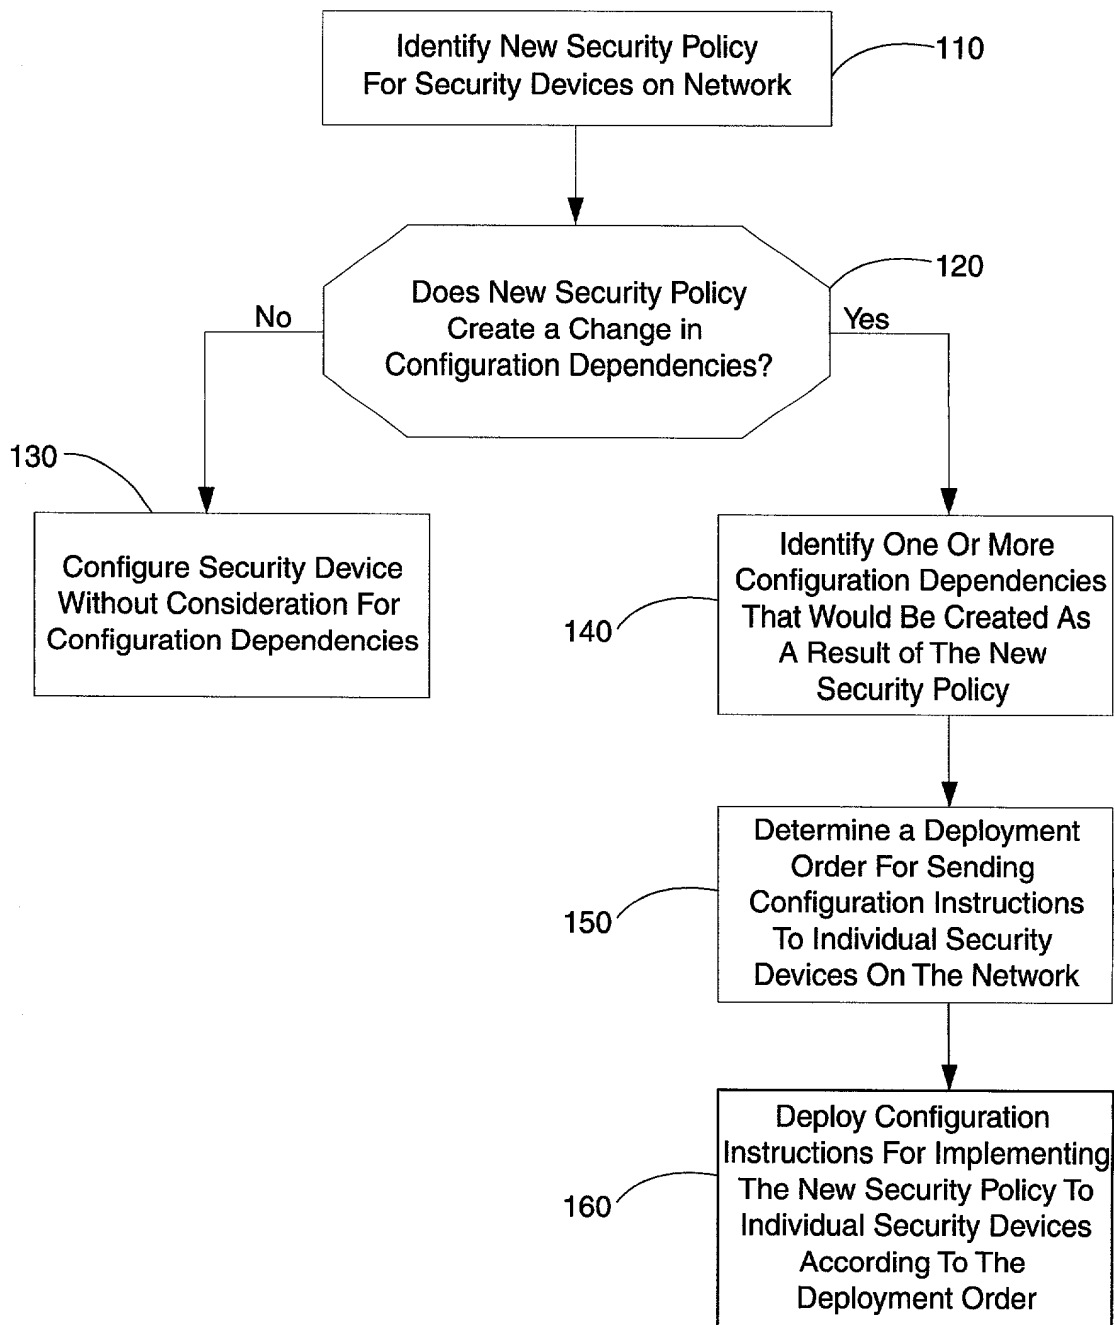 Identify New Security Policy
For Security Devices on Network
110
120
Does New Security Policy
Create a Change in
Configuration Dependencies?
No
Yes
130
Configure Security Device
Without Consideration For
Configuration Dependencies
Identify One Or More
Configuration Dependencies
That Would Be Created As
A Result of The New
Security Policy
140
Determine a Deployment
Order For Sending
Configuration Instructions
To Individual Security
Devices On The Network
150
Deploy Configuration
Instructions For Implementing
The New Security Policy To
Individual Security Devices
According To The
Deployment Order
160